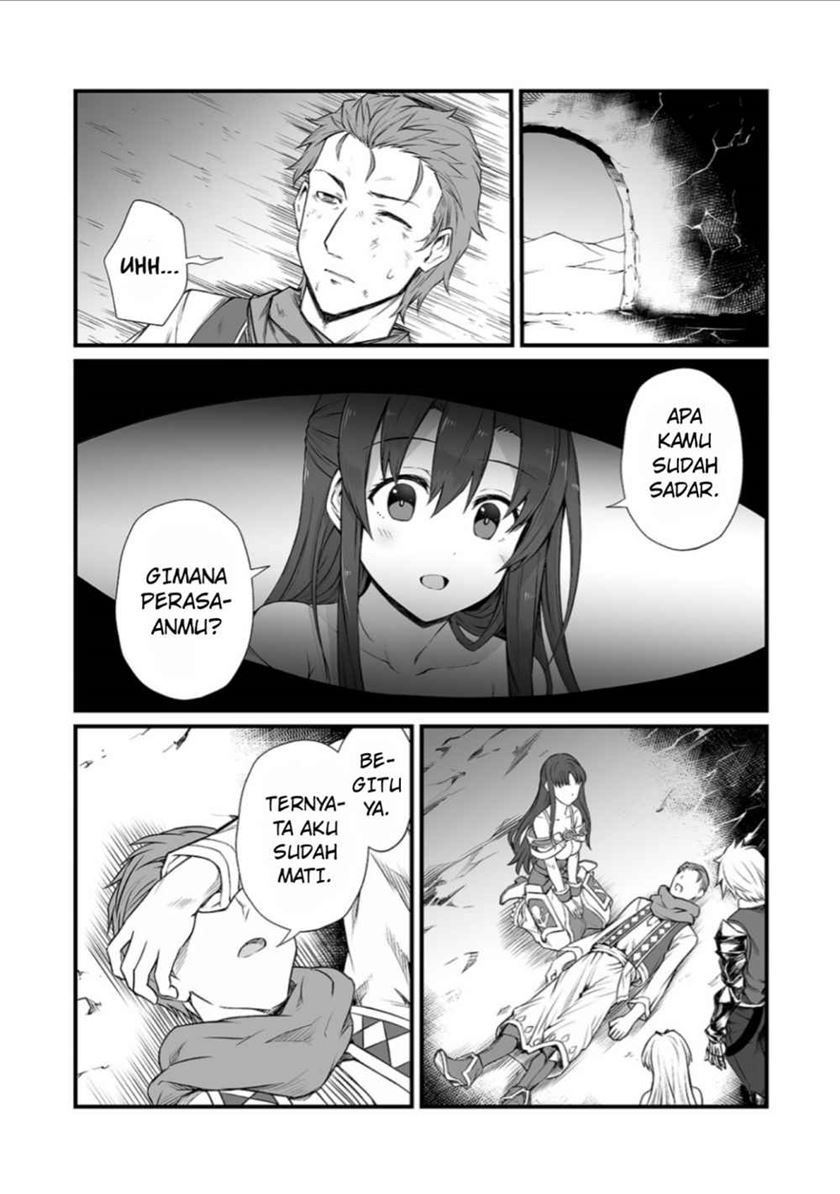 UHH...
APA
KAMU
SUDAH
SADAR.
GIMANA
PERASA-
ANMU?
BE-
GITU
YA.
TERNYA-
TA AKU
SUDAH
MATI.